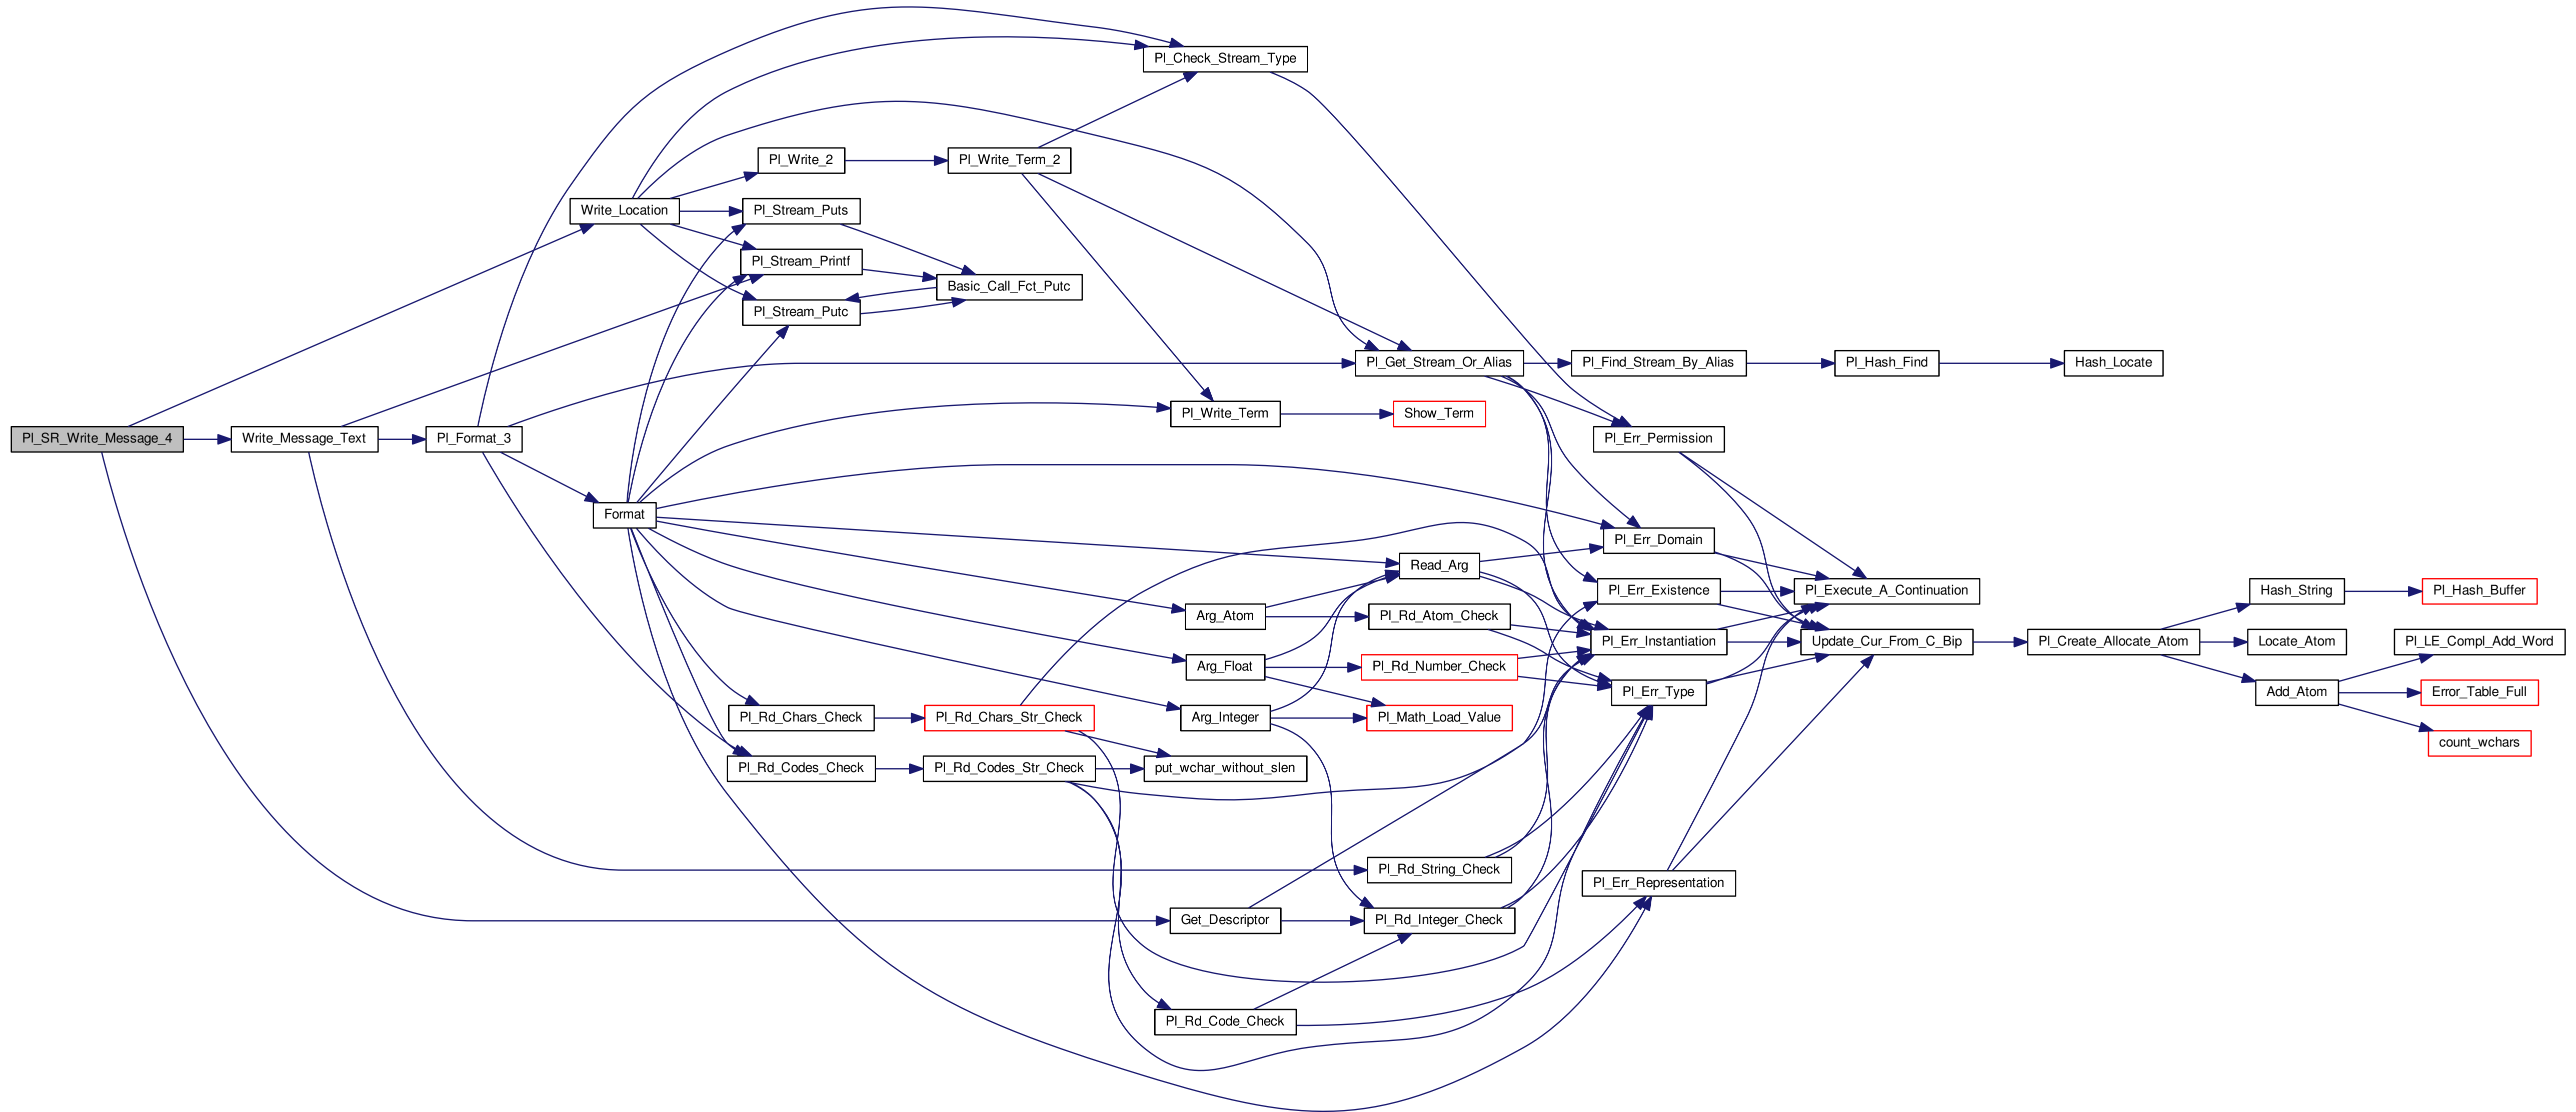 Pl_SR_Write_Message_4
Write_Message_Text
Pl_Format_3
Write_Location
Format
Pl_Write_2
Pl_Stream_Puts
Pl_Stream_Printf
Pl_Stream_Putc
Pl_Rd_Chars_Check
Pl_Rd_Codes_Check
Pl_Write_Term_2
Basic_Call_Fct_Putc
Pl_Rd_Chars_Str_Check
Pl_Rd_Codes_Str_Check
Pl_Check_Stream_Type
Pl_Write_Term
Arg_Atom
Arg_Float
Arg_Integer
put_wchar_without_slen
Get_Descriptor
Pl_Rd_Code_Check
Pl_Get_Stream_Or_Alias
Show_Term
Read_Arg
Pl_Rd_Atom_Check
Pl_Rd_Number_Check
Pl_Math_Load_Value
Pl_Rd_String_Check
Pl_Rd_Integer_Check
Pl_Find_Stream_By_Alias
Pl_Err_Permission
Pl_Err_Domain
Pl_Err_Existence
Pl_Err_Instantiation
Pl_Err_Type
Pl_Err_Representation
Pl_Hash_Find
Pl_Execute_A_Continuation
Update_Cur_From_C_Bip
Hash_Locate
Pl_Create_Allocate_Atom
Hash_String
Locate_Atom
Add_Atom
Pl_Hash_Buffer
Pl_LE_Compl_Add_Word
Error_Table_Full
count_wchars